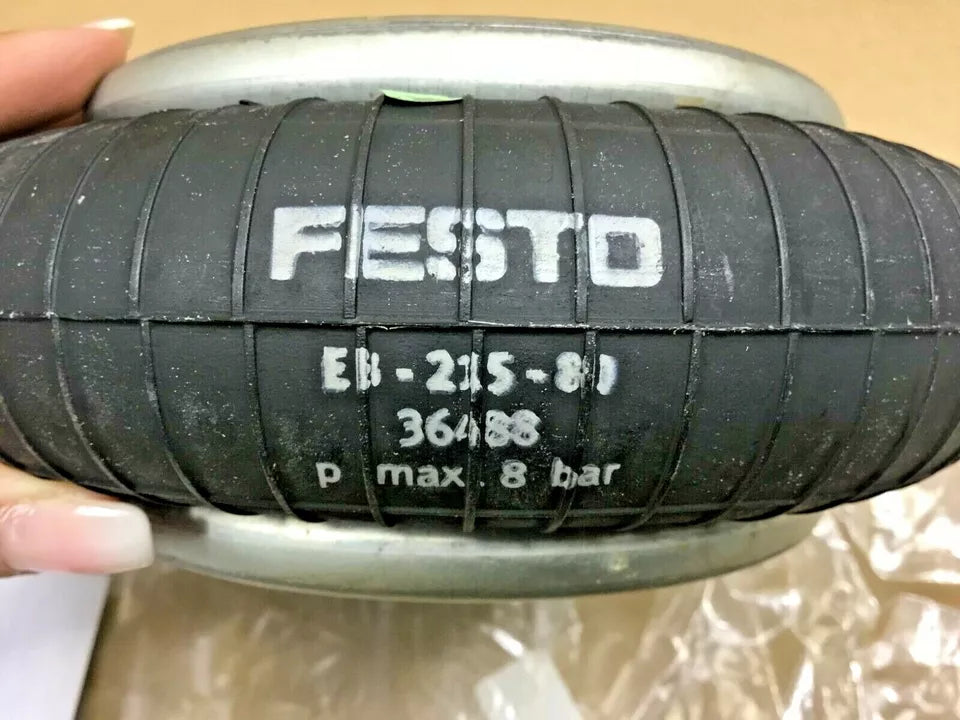 FESTO
EB-215-80
36488
p max. 8 bar